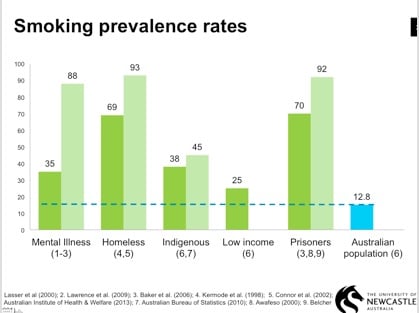 Smoking prevalence rates
100
90
80
70
60
50
40
30
20
10
0
35
88
69
93
38
45
25
70
92
12.8
Mental Illness
(1-3)
Homeless
(4,5)
Indigenous
(6,7)
Low income
(6)
Prisoners
(3,8,9)
Australian
population (6)
Lasser et al (2000); 2. Lawrence et al (2009); 3. Baker et al. (2006); 4. Kermode et al. (1998); 5. Connor et al. (2002);
Australian Institute of Health & Welfare (2013); 7. Australian Bureau of Statistics (2010); 8. Awafeso (2000); 9. Belcher
THE UNIVERSITY OF
NEWCASTLE
AUSTRALIA